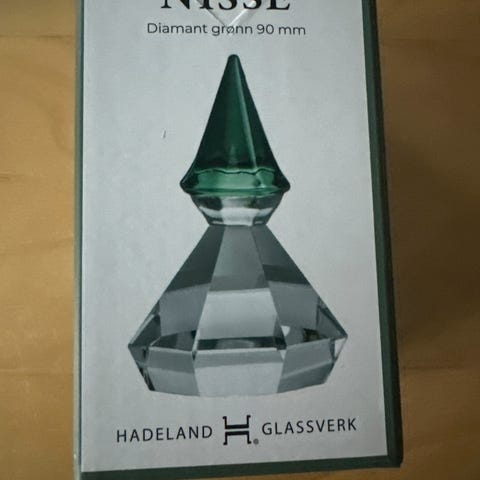 NISSE
Diamant grønn 90 mm
HADELAND H® GLASSVERK